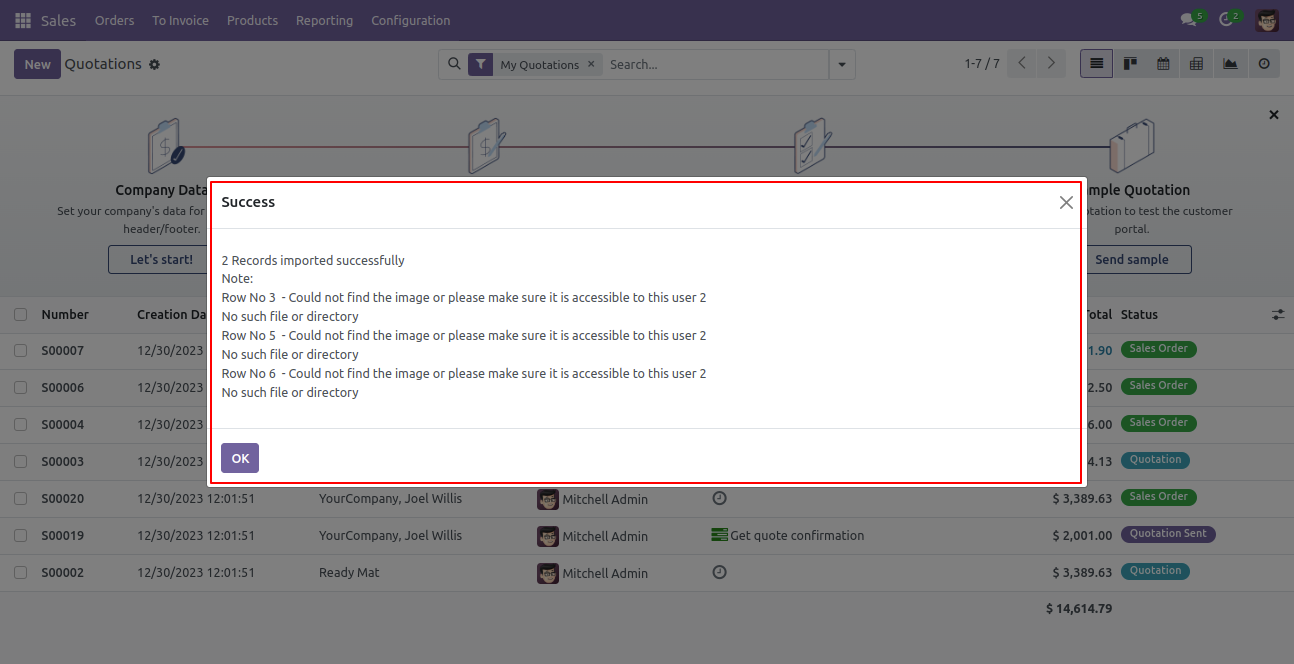 Sales Orders To Invoice Products Reporting Configuration 5 2
New Quotations My Quotations × Search... 1-7 / 7
Company Data
Set your company's data for
header/footer.
Let's start!
mple Quotation
otation to test the customer
portal.
Send sample
Success
2 Records imported successfully
Note:
Row No 3 - Could not find the image or please make sure it is accessible to this user 2
No such file or directory
Row No 5 - Could not find the image or please make sure it is accessible to this user 2
No such file or directory
Row No 6 - Could not find the image or please make sure it is accessible to this user 2
No such file or directory
OK
Number Creation Da Total Status
S00007 12/30/2023 1.90 Sales Order
S00006 12/30/2023 2.50 Sales Order
S00004 12/30/2023 6.00 Sales Order
S00003 12/30/2023 4.13 Quotation
S00020 12/30/2023 12:01:51 YourCompany, Joel Willis Mitchell Admin $ 3,389.63 Sales Order
S00019 12/30/2023 12:01:51 YourCompany, Joel Willis Mitchell Admin Get quote confirmation $ 2,001.00 Quotation Sent
S00002 12/30/2023 12:01:51 Ready Mat Mitchell Admin $ 3,389.63 Quotation
$ 14,614.79